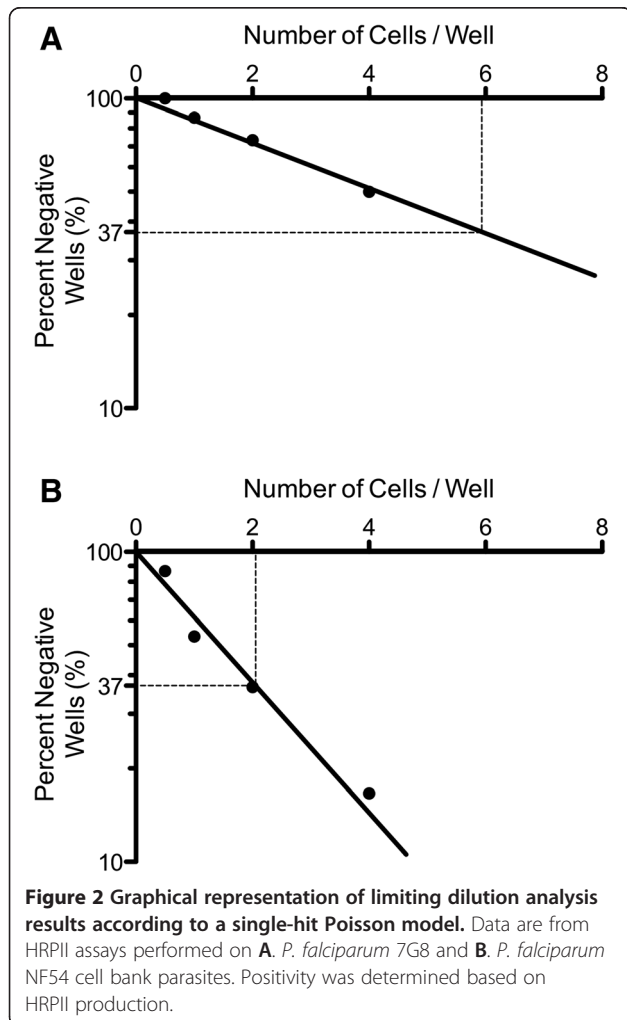 A
Number of Cells / Well
0 2 4 6 8
100
37
10
Percent Negative
Wells (%)
B
Number of Cells / Well
0 2 4 6 8
100
37
10
Percent Negative
Wells (%)
Figure 2 Graphical representation of limiting dilution analysis
results according to a single-hit Poisson model. Data are from
HRPII assays performed on A. P. falciparum 7G8 and B. P. falciparum
NF54 cell bank parasites. Positivity was determined based on
HRPII production.